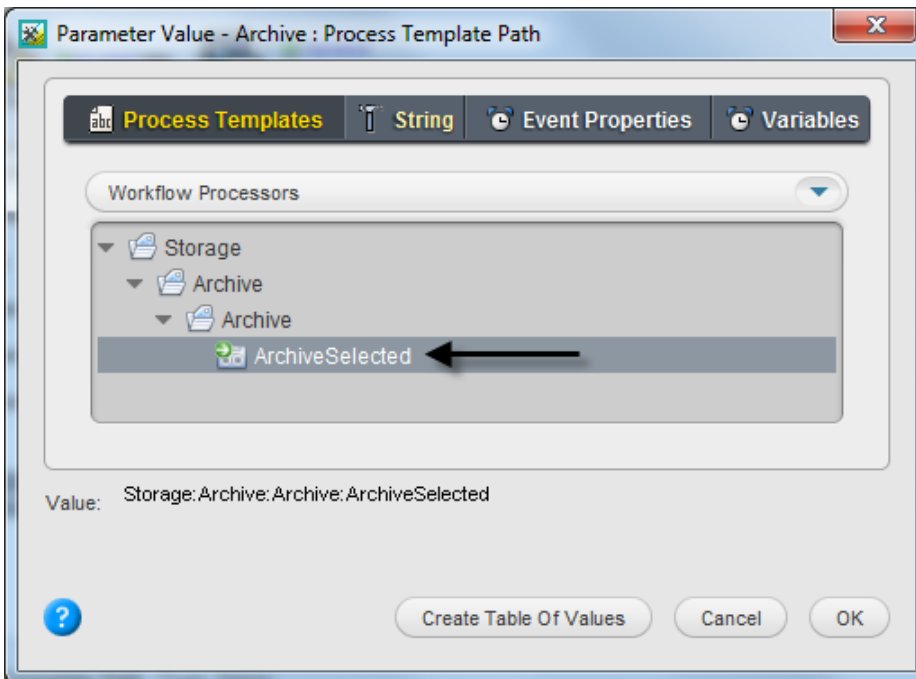 Parameter Value - Archive : Process Template Path
X
abc Process Templates String Event Properties Variables
Workflow Processors
Storage
Archive
Archive
ArchiveSelected
Value: Storage:Archive:Archive:ArchiveSelected
? Create Table Of Values Cancel OK